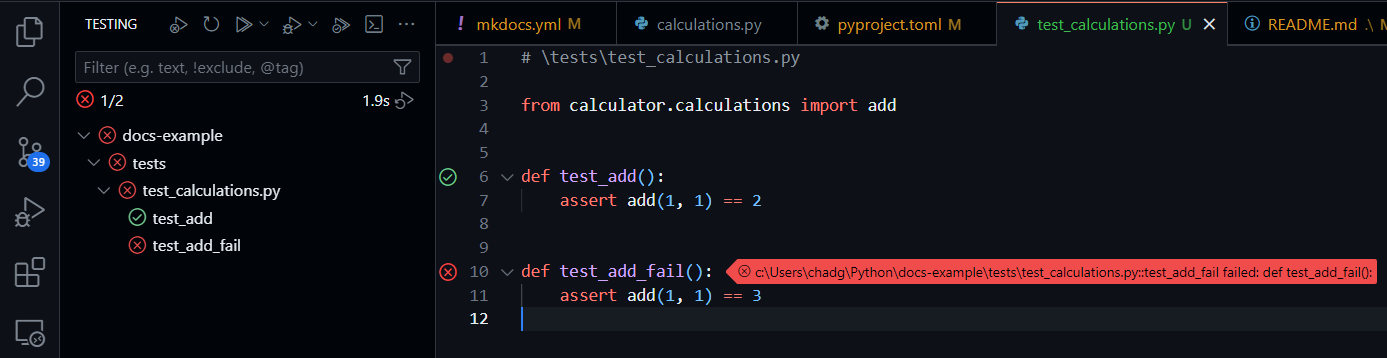 TESTING
Filter (e.g. text, !exclude, @tag)
1/2 1.9s
docs-example
tests
test_calculations.py
test_add
test_add_fail
39
! mkdocs.yml M
calculations.py
pyproject.toml M
test_calculations.py U
README.md .\ M
1 # \tests\test_calculations.py
2
3 from calculator.calculations import add
4
5
6 def test_add():
7 assert add(1, 1) == 2
8
9
10 def test_add_fail(): c:\Users\chadg\Python\docs-example\tests\test_calculations.py::test_add_fail failed: def test_add_fail():
11 assert add(1, 1) == 3
12